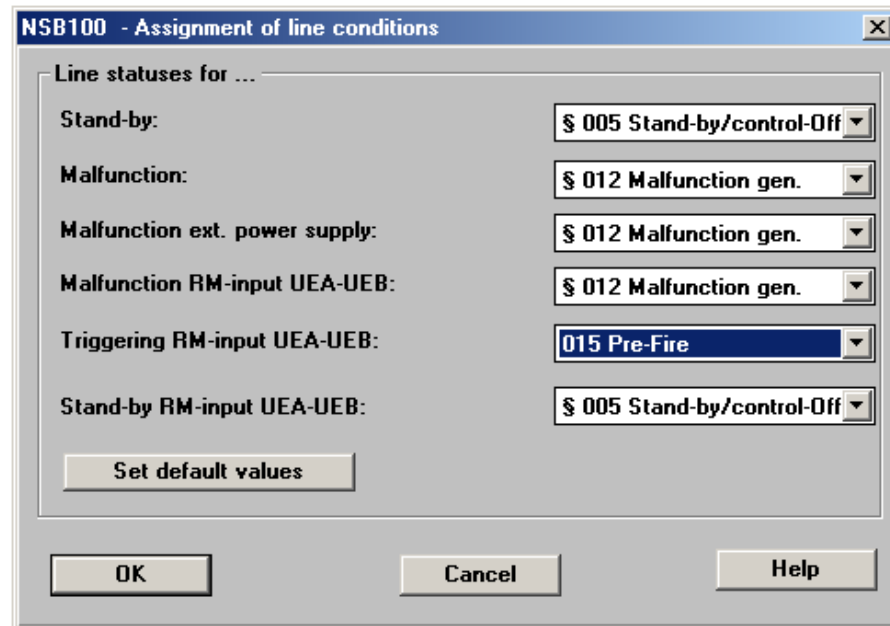 NSB100 - Assignment of line conditions
Line statuses for ...
Stand-by: § 005 Stand-by/control-Off
Malfunction: § 012 Malfunction gen.
Malfunction ext. power supply: § 012 Malfunction gen.
Malfunction RM-input UEA-UEB: § 012 Malfunction gen.
Triggering RM-input UEA-UEB: 015 Pre-Fire
Stand-by RM-input UEA-UEB: § 005 Stand-by/control-Off
Set default values
OK Cancel Help